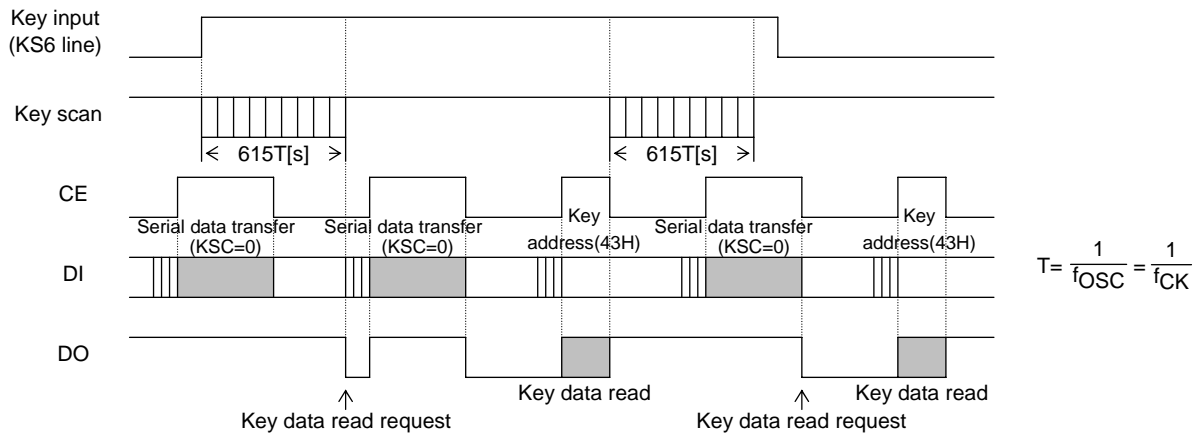 Key input
(KS6 line)
Key scan
615T[s]
615T[s]
CE
Serial data transfer
(KSC=0)
Serial data transfer
(KSC=0)
Key
address(43H)
Serial data transfer
(KSC=0)
Key
address(43H)
DI
T= 1/fOSC = 1/fCK
DO
Key data read
Key data read
Key data read request
Key data read request